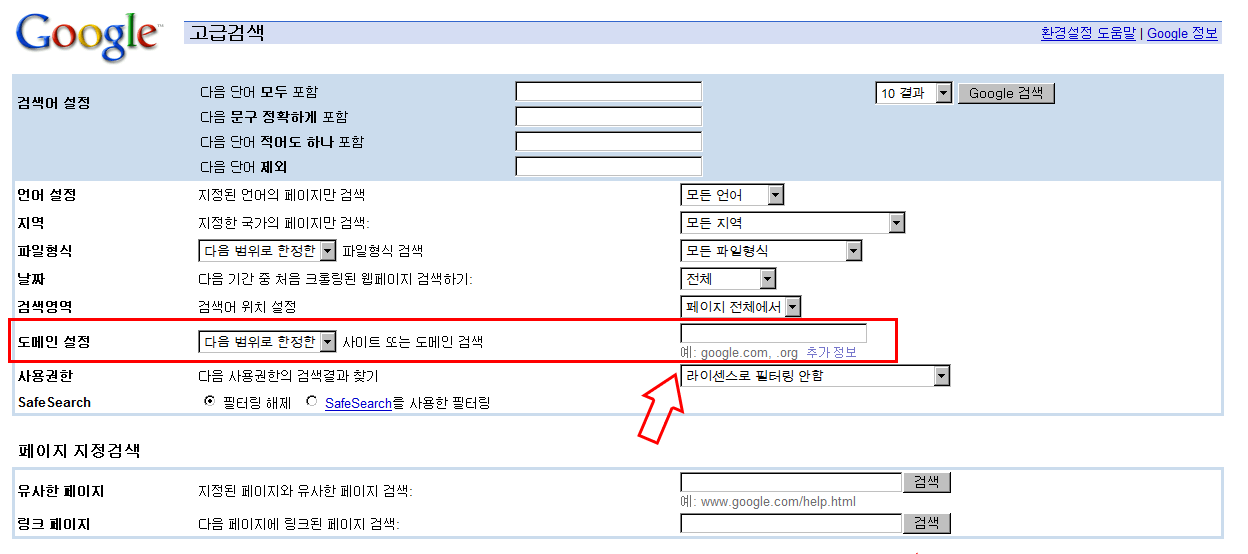 Google™ 고급검색 환경설정 도움말 | Google 정보
검색어 설정 다음 단어 모두 포함 10 결과 Google 검색
다음 문구 정확하게 포함
다음 단어 적어도 하나 포함
다음 단어 제외
언어 설정 지정된 언어의 페이지만 검색 모든 언어
지역 지정한 국가의 페이지만 검색: 모든 지역
파일형식 다음 범위로 한정한 파일형식 검색 모든 파일형식
날짜 다음 기간 중 처음 크롤링된 웹페이지 검색하기: 전체
검색영역 검색어 위치 설정 페이지 전체에서
도메인 설정 다음 범위로 한정한 사이트 또는 도메인 검색
예: google.com, .org 추가 정보
사용권한 다음 사용권한의 검색결과 찾기 라이센스로 필터링 안함
SafeSearch 필터링 해제 SafeSearch를 사용한 필터링
페이지 지정검색
유사한 페이지 지정된 페이지와 유사한 페이지 검색: 검색
예: www.google.com/help.html
링크 페이지 다음 페이지에 링크된 페이지 검색: 검색